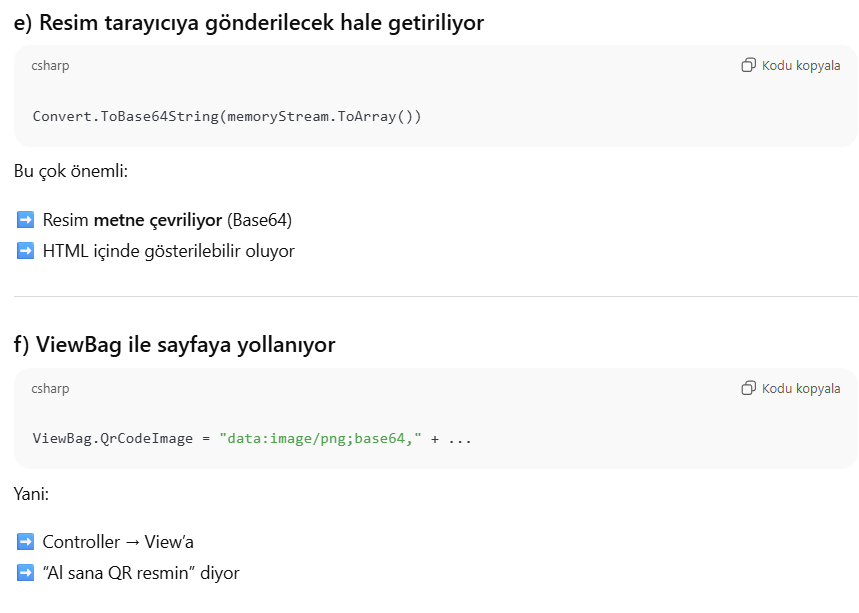 e) Resim tarayıcıya gönderilecek hale getiriliyor
csharp
Kodu kopyala
Convert.ToBase64String(memoryStream.ToArray())
Bu çok önemli:
➡️ Resim metne çevriliyor (Base64)
➡️ HTML içinde gösterilebilir oluyor
f) ViewBag ile sayfaya yollanıyor
csharp
Kodu kopyala
ViewBag.QrCodeImage = "data:image/png;base64," + ...
Yani:
➡️ Controller → View’a
➡️ “Al sana QR resmin” diyor